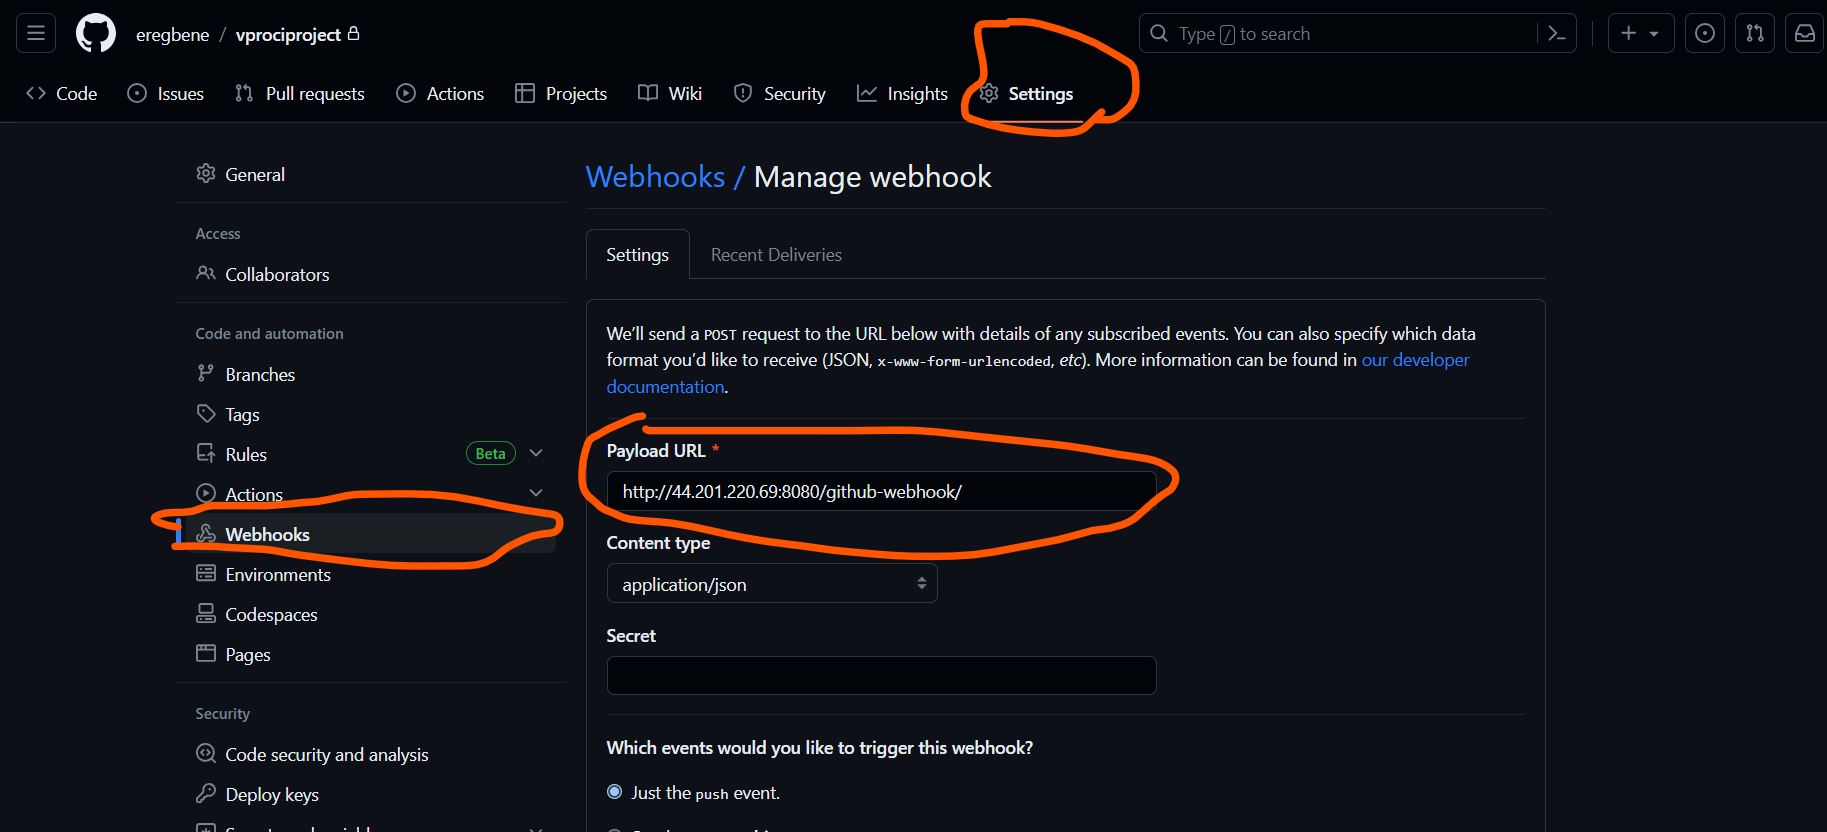 eregbene / vprociproject
Type / to search
Code Issues Pull requests Actions Projects Wiki Security Insights Settings
General
Access
Collaborators
Code and automation
Branches
Tags
Rules Beta
Actions
Webhooks
Environments
Codespaces
Pages
Security
Code security and analysis
Deploy keys
Webhooks / Manage webhook
Settings Recent Deliveries
We'll send a POST request to the URL below with details of any subscribed events. You can also specify which data
format you'd like to receive (JSON, x-www-form-urlencoded, etc). More information can be found in our developer
documentation.
Payload URL *
http://44.201.220.69:8080/github-webhook/
Content type
application/json
Secret
Which events would you like to trigger this webhook?
Just the push event.